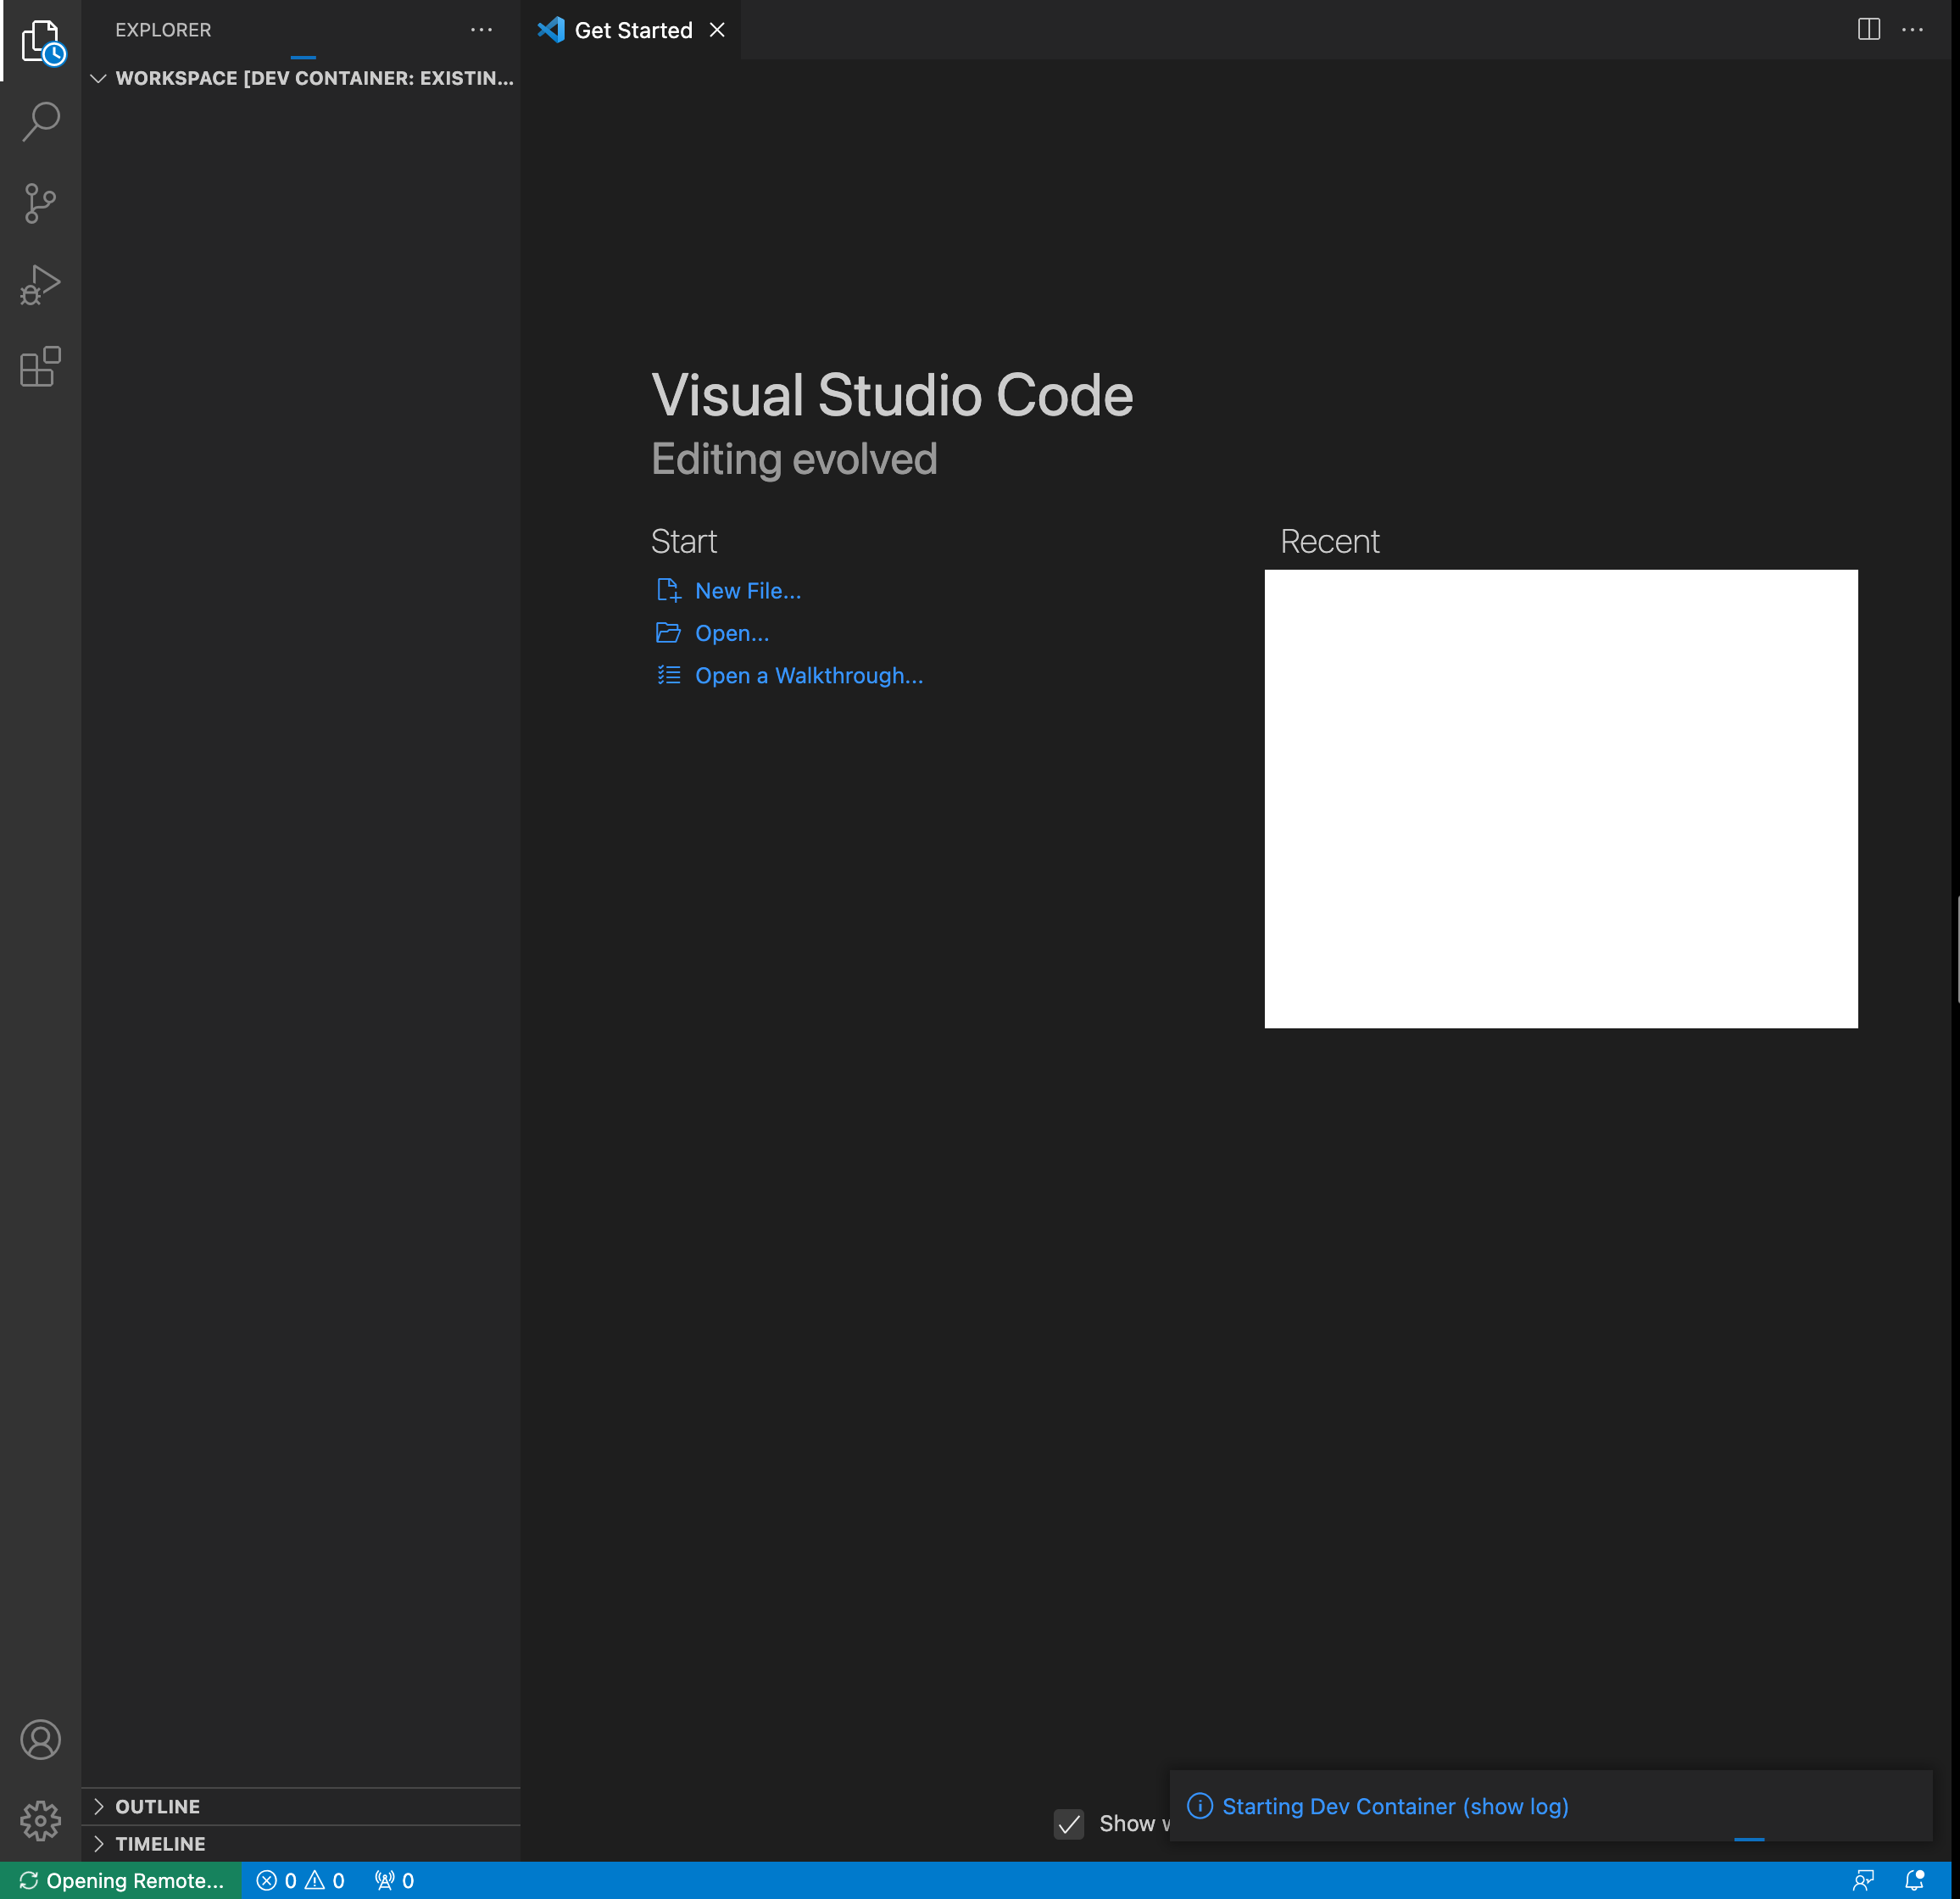 EXPLORER
Get Started
WORKSPACE [DEV CONTAINER: EXISTIN...
Visual Studio Code
Editing evolved
Start
New File...
Open...
Open a Walkthrough...
Recent
OUTLINE
TIMELINE
Show
Starting Dev Container (show log)
Opening Remote... 0 0 0